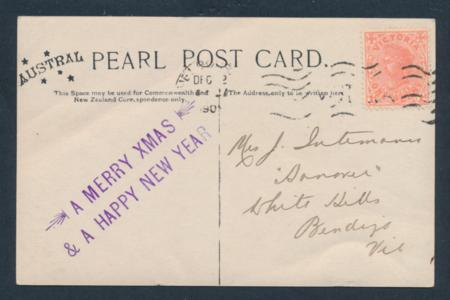 AUSTRAL
PEARL POST CARD.
This Space may be used for Commonwealth and
New Zealand Correspondence only.
The Address, only to be written here
VICTORIA
DEC 2
A MERRY XMAS
& A HAPPY NEW YEAR
Mrs J.
"Hanover"
White Hills
Bendigo
Vic